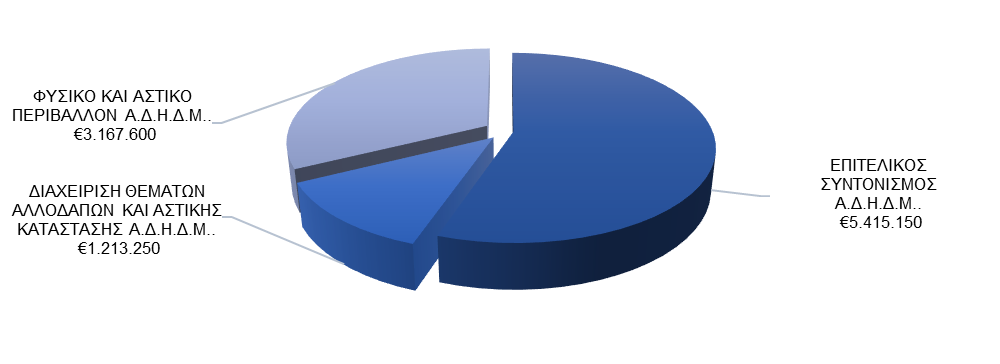 ΦΥΣΙΚΟ ΚΑΙ ΑΣΤΙΚΟ
ΠΕΡΙΒΑΛΛΟΝ Α.Δ.Η.Δ.Μ..
€3.167.600
ΔΙΑΧΕΙΡΙΣΗ ΘΕΜΑΤΩΝ
ΑΛΛΟΔΑΠΩΝ ΚΑΙ ΑΣΤΙΚΗΣ
ΚΑΤΑΣΤΑΣΗΣ Α.Δ.Η.Δ.Μ..
€1.213.250
ΕΠΙΤΕΛΙΚΟΣ
ΣΥΝΤΟΝΙΣΜΟΣ
Α.Δ.Η.Δ.Μ..
€5.415.150